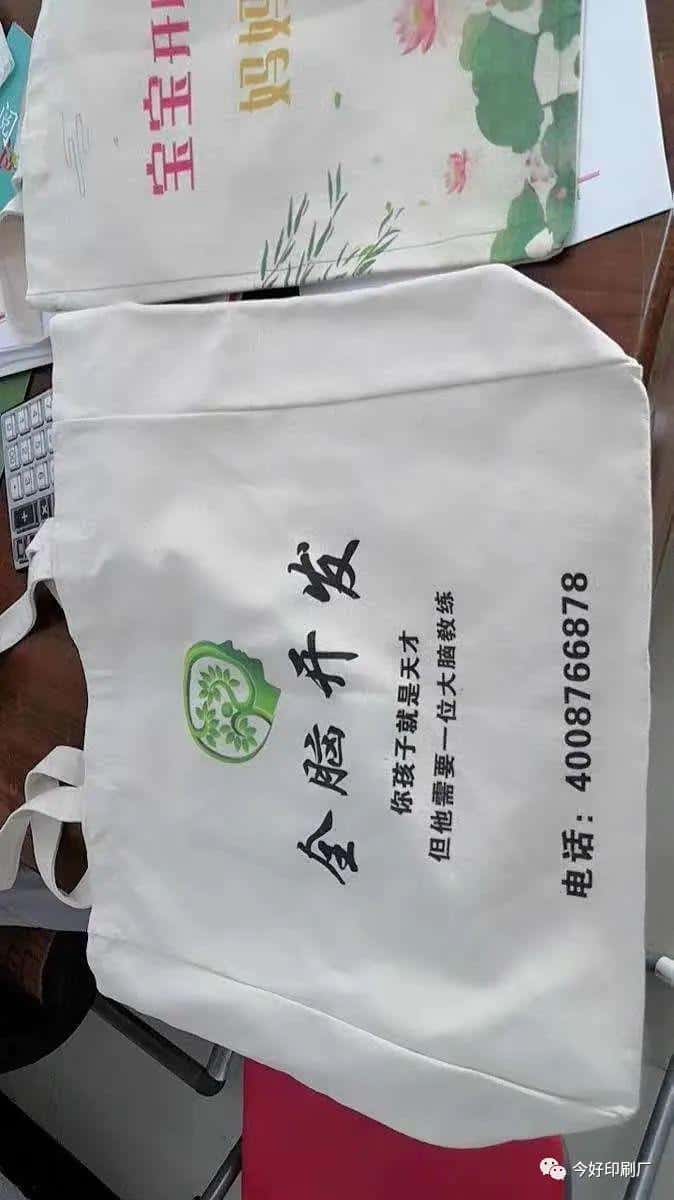 宝宝开
妈妈
全脑开发
你孩子就是天才
但他需要一位大脑教练
电话：4008766878
今好印刷厂